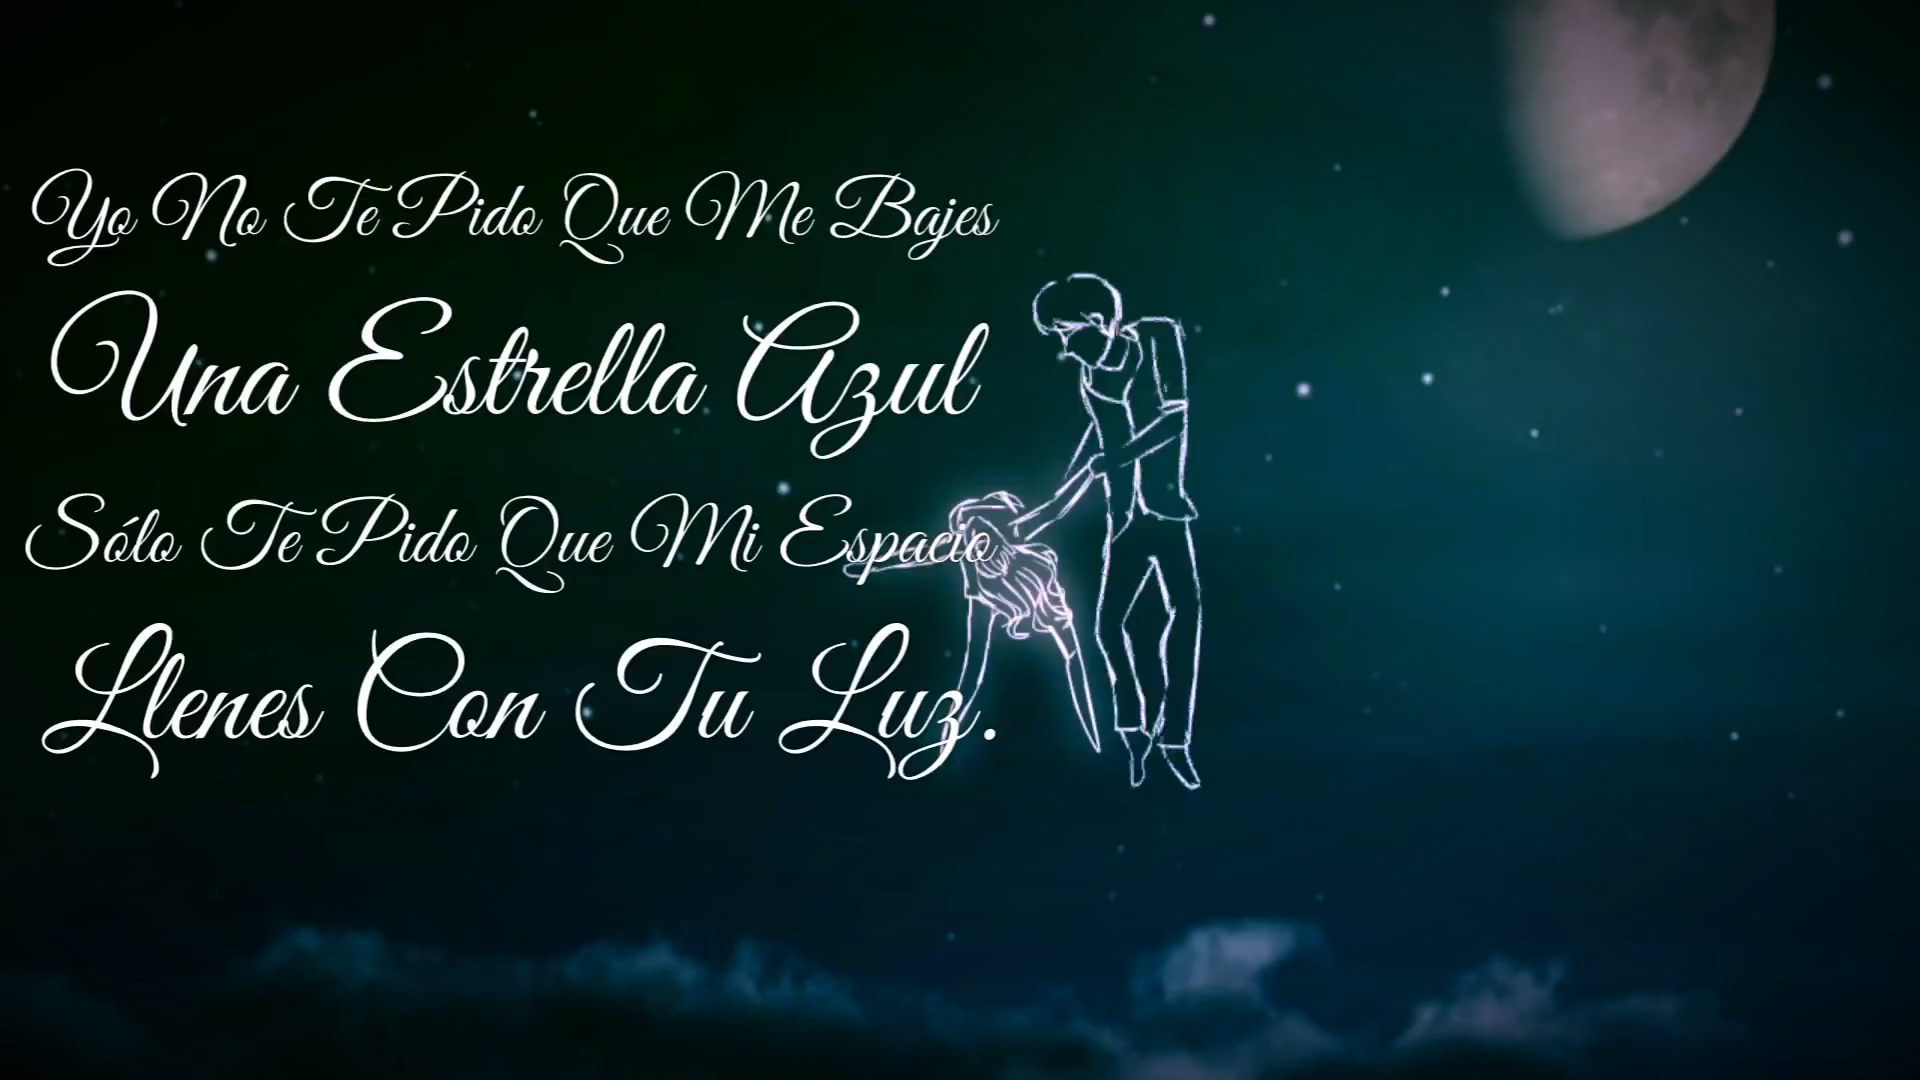 Yo No Te Pido Que Me Bajes
Una Estrella Azul
Sólo Te Pido Que Mi Espacio
Llenes Con Tu Luz.